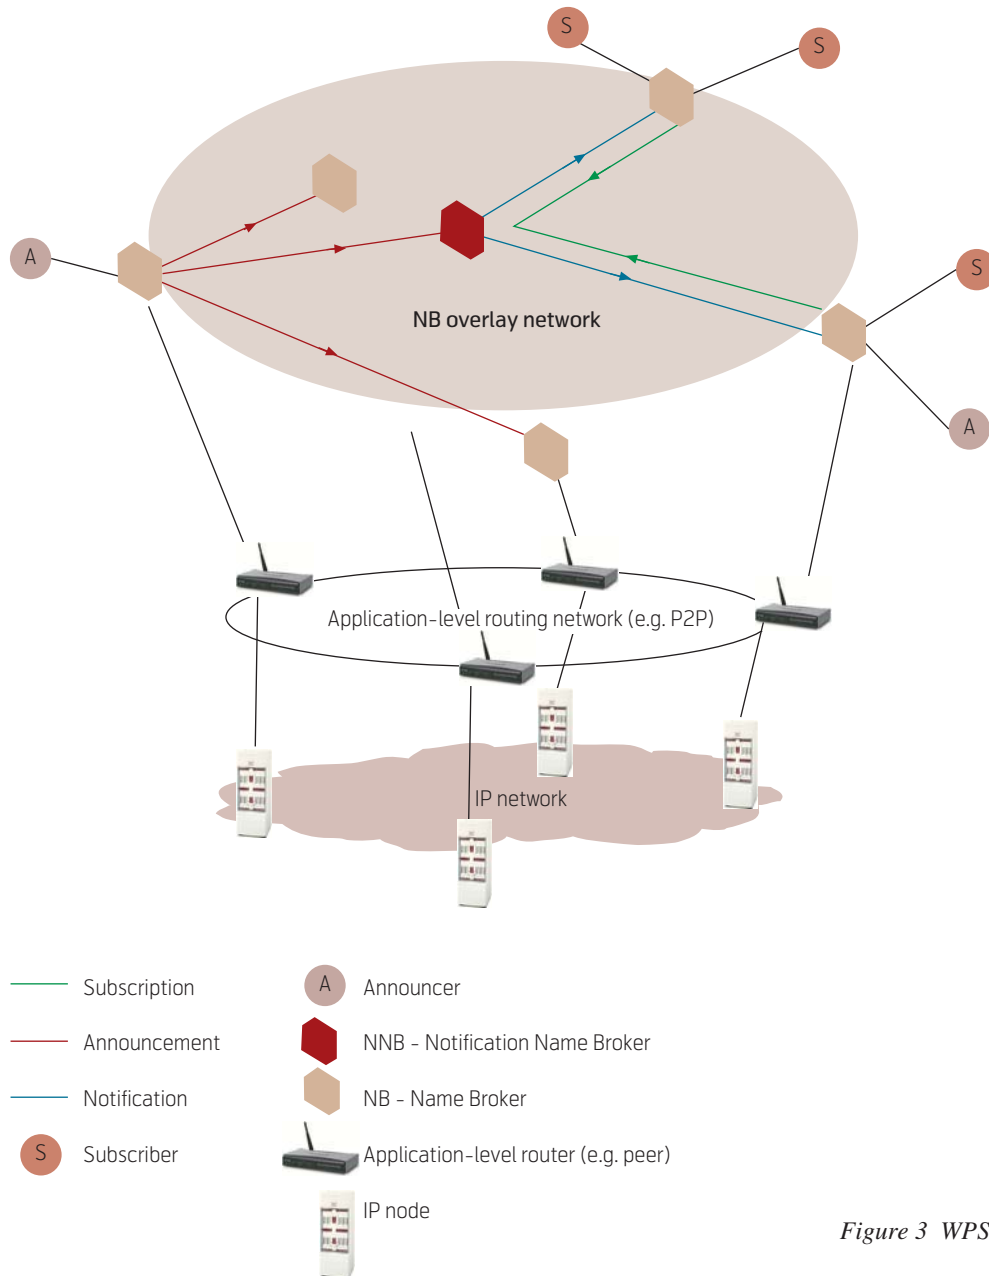 S
S
A
S
NB overlay network
A
Application-level routing network (e.g. P2P)
IP network
Subscription
A Announcer
Announcement
NNB - Notification Name Broker
Notification
NB - Name Broker
S Subscriber
Application-level router (e.g. peer)
IP node
Figure 3 WPS